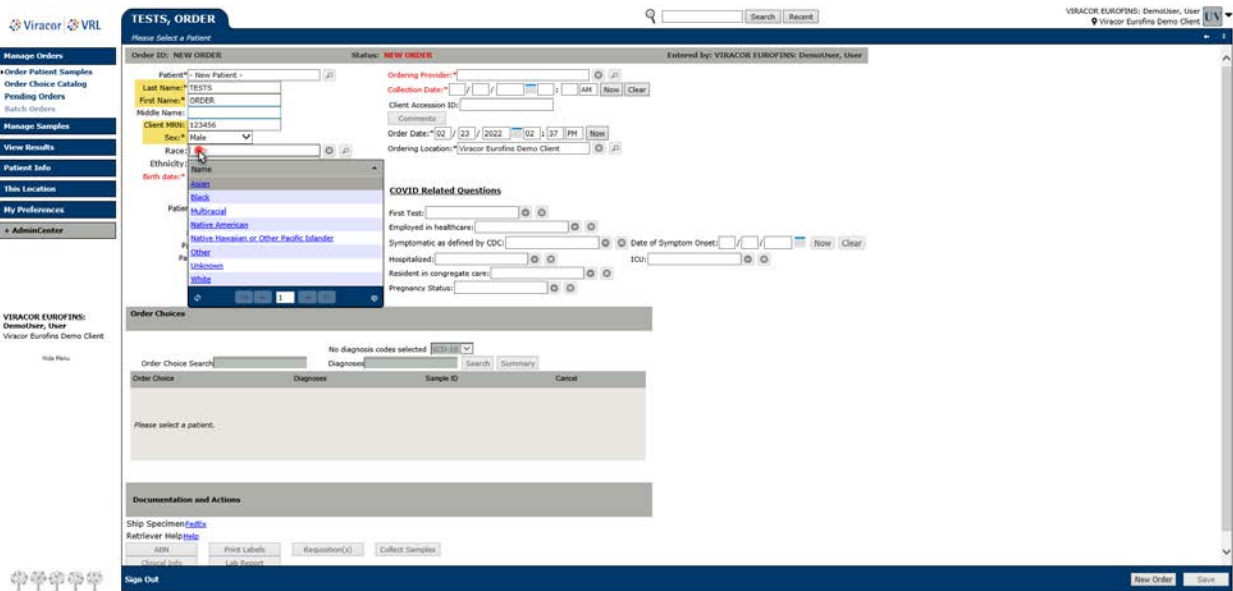 Viracor VRL
TESTS, ORDER
Please Select a Patient
Search Recent
VIRACOR EUROFINS: DemoUser, User
Viracor Eurofins Demo Client
UV
Manage Orders
Order Patient Samples
Order Choice Catalog
Pending Orders
Batch Orders
Manage Samples
View Results
Patient Info
This Location
My Preferences
+ AdminCenter
VIRACOR EUROFINS:
DemoUser, User
Viracor Eurofins Demo Client
Hide Menu
Order ID: NEW ORDER Status: NEW ORDER Entered by: VIRACOR EUROFINS: DemoUser, User
Patient* - New Patient -
Last Name:* TESTS
First Name:* ORDER
Middle Name:
Client MRN: 123456
Sex:* Male
Race:
Ethnicity:
Birth date:*
Name
Asian
Black
Multiracial
Native American
Native Hawaiian or Other Pacific Islander
Other
Unknown
White
1
Patie
P
Pa
Ordering Provider:*
Collection Date:* / / : AM Now Clear
Client Accession ID:
Comments
Order Date:* 02 / 23 / 2022 02 : 37 PM Now
Ordering Location:* Viracor Eurofins Demo Client
COVID Related Questions
First Test:
Employed in healthcare:
Symptomatic as defined by CDC: Date of Symptom Onset: / / Now Clear
Hospitalized: ICU:
Resident in congregate care:
Pregnancy Status:
Order Choices
No diagnosis codes selected ICD-10
Order Choice Search Diagnoses Search Summary
Order Choice Diagnoses Sample ID Cancel
Please select a patient.
Documentation and Actions
Ship Specimen FedEx
Retriever Help Help
ABN Print Labels Requisition(s) Collect Samples
Clinical Info Lab Report
Sign Out New Order Save